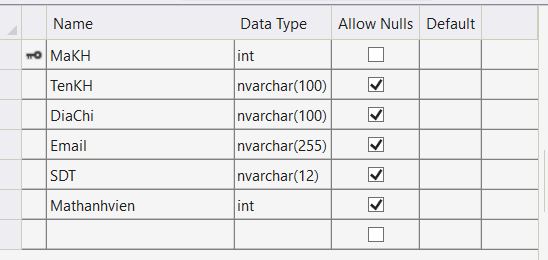 Name Data Type Allow Nulls Default
MaKH int
TenKH nvarchar(100)
DiaChi nvarchar(100)
Email nvarchar(255)
SDT nvarchar(12)
Mathanhvien int